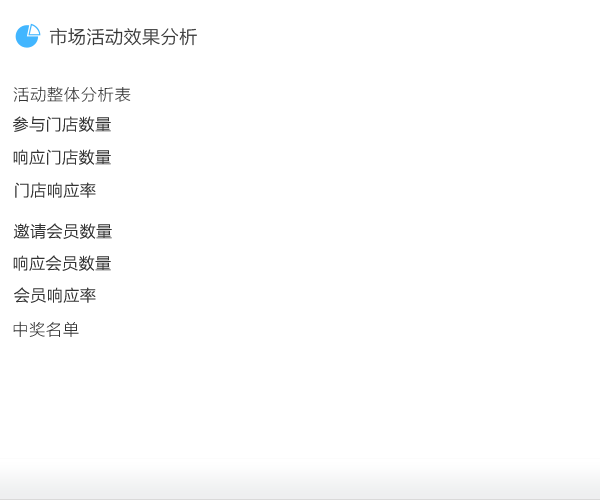 市场活动效果分析
活动整体分析表
参与门店数量
响应门店数量
门店响应率
邀请会员数量
响应会员数量
会员响应率
中奖名单